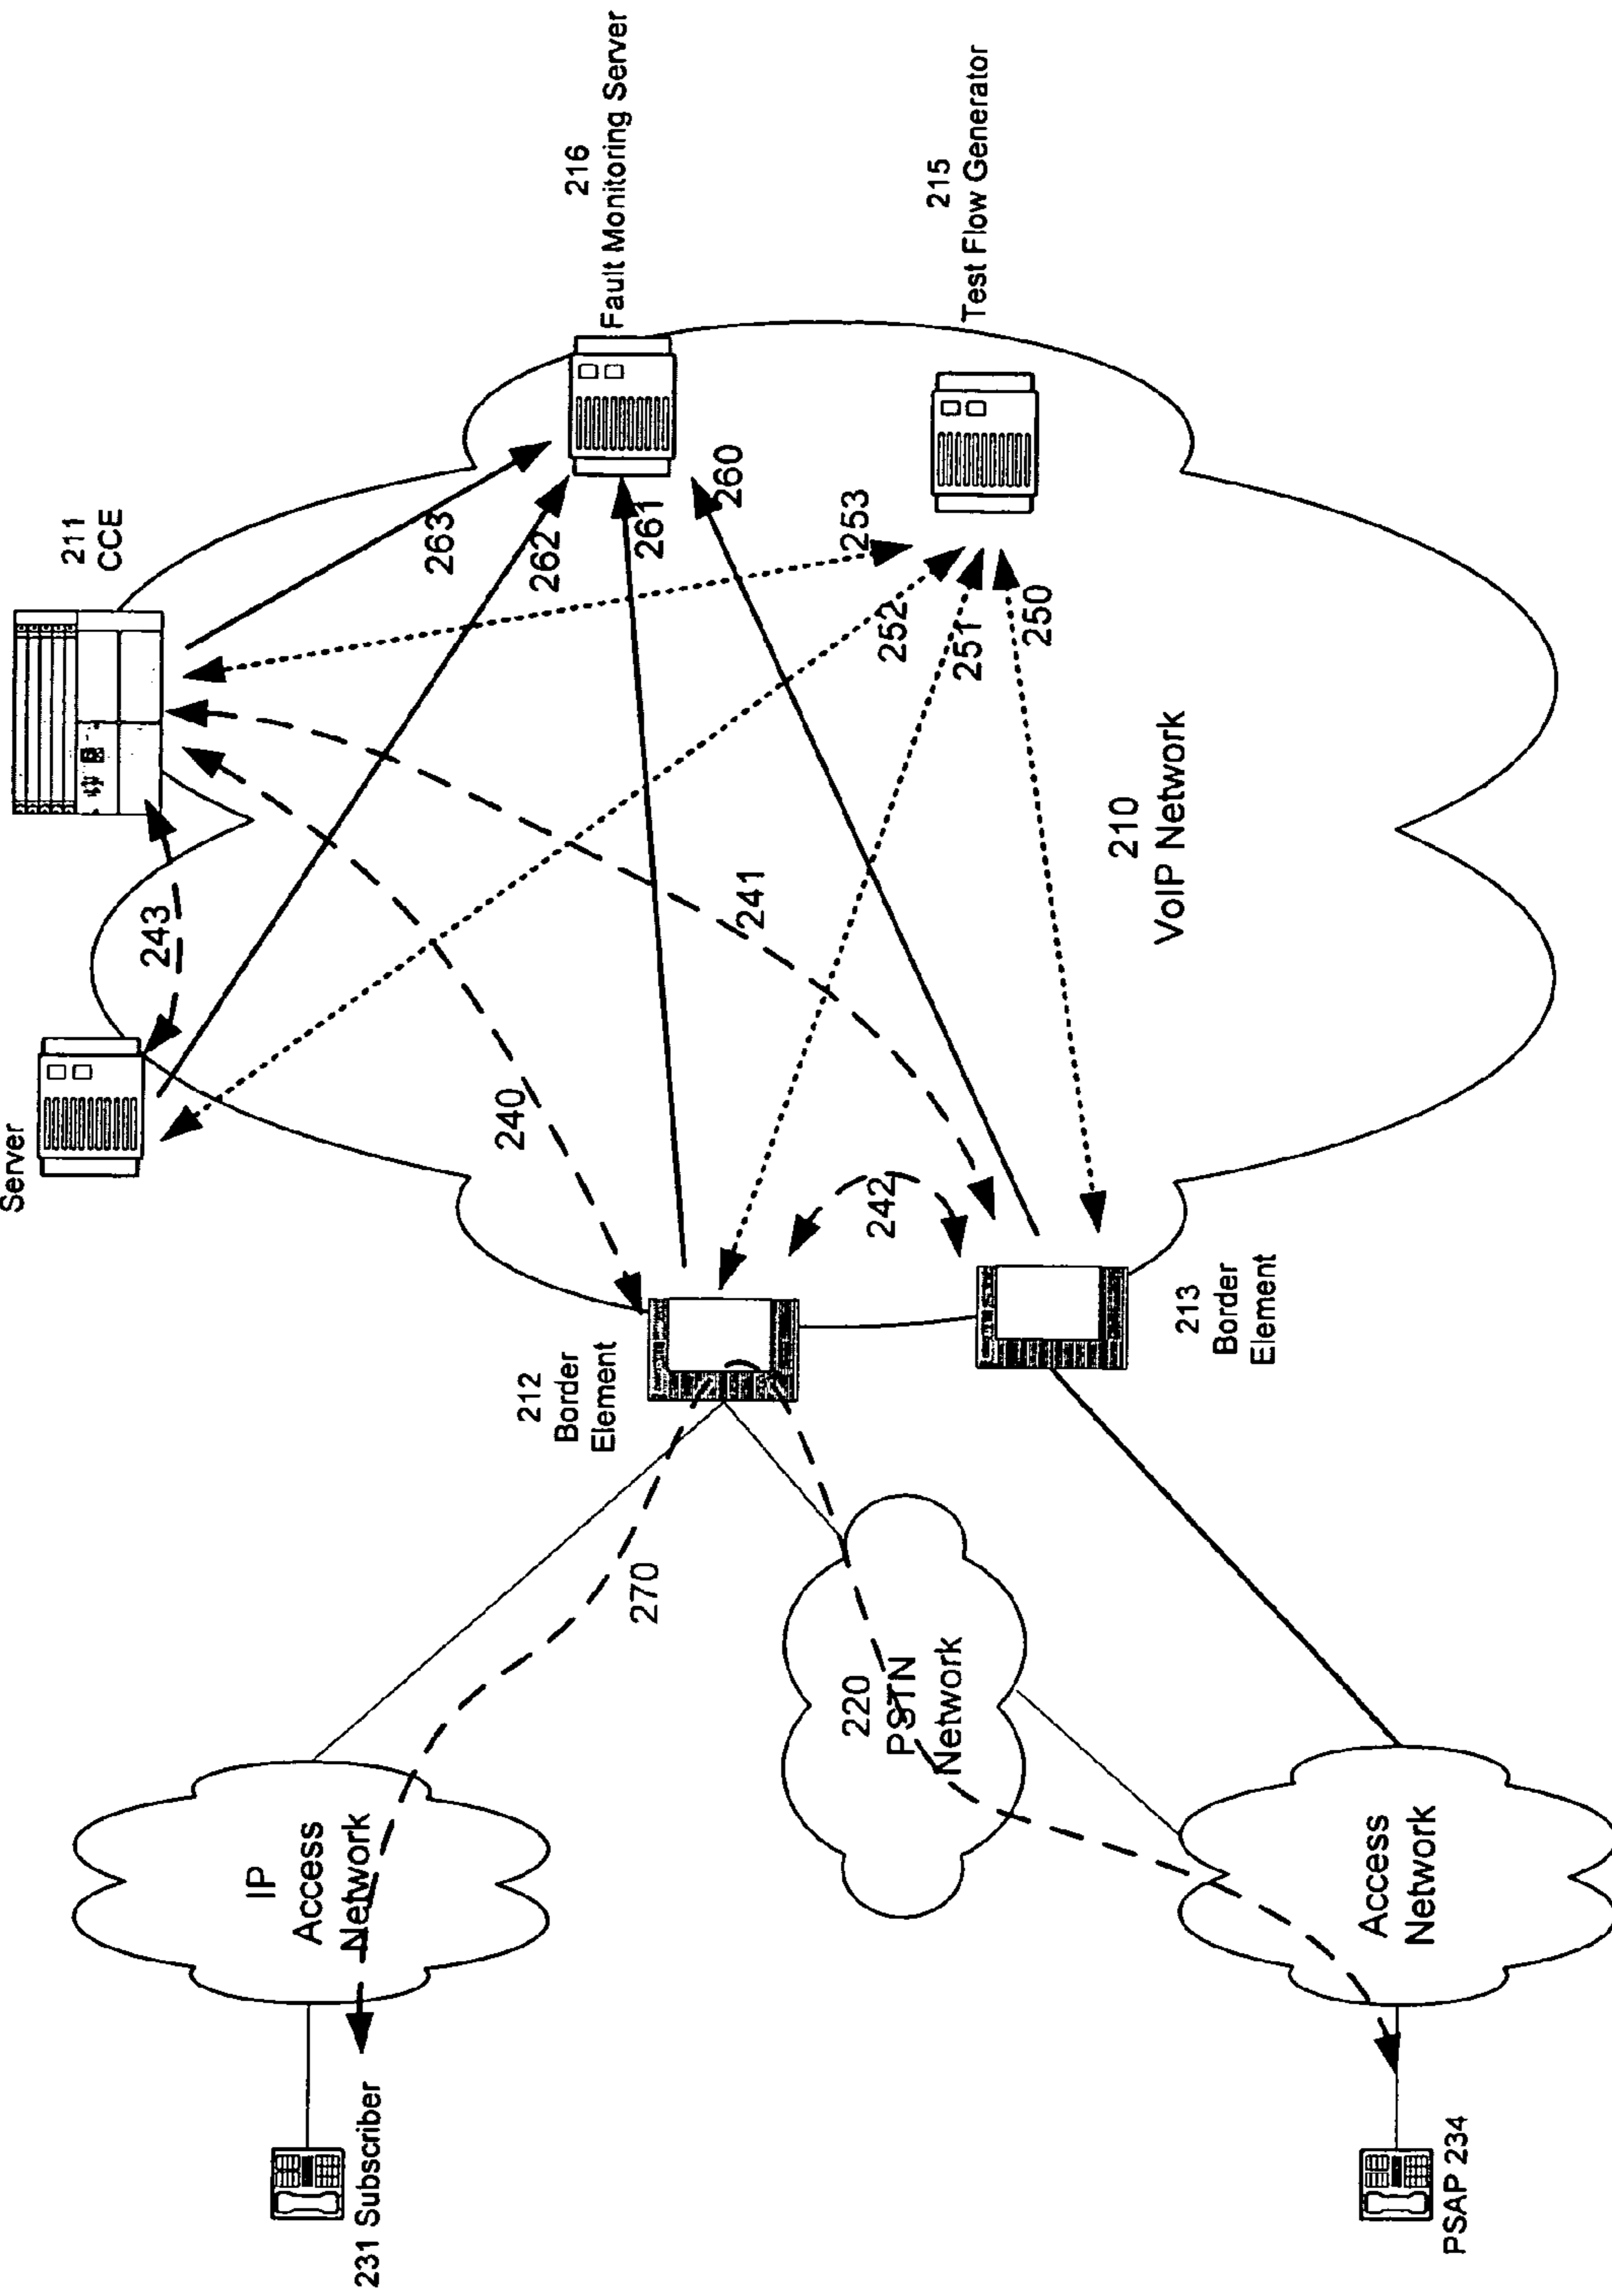 Server
211
CCE
216
Fault Monitoring Server
215
Test Flow Generator
243
263
262
261
260
253
252
251
250
240
241
242
210
VoIP Network
212
Border
Element
213
Border
Element
270
220
PSTN
Network
IP
Access
Network
Access
Network
231 Subscriber
PSAP 234